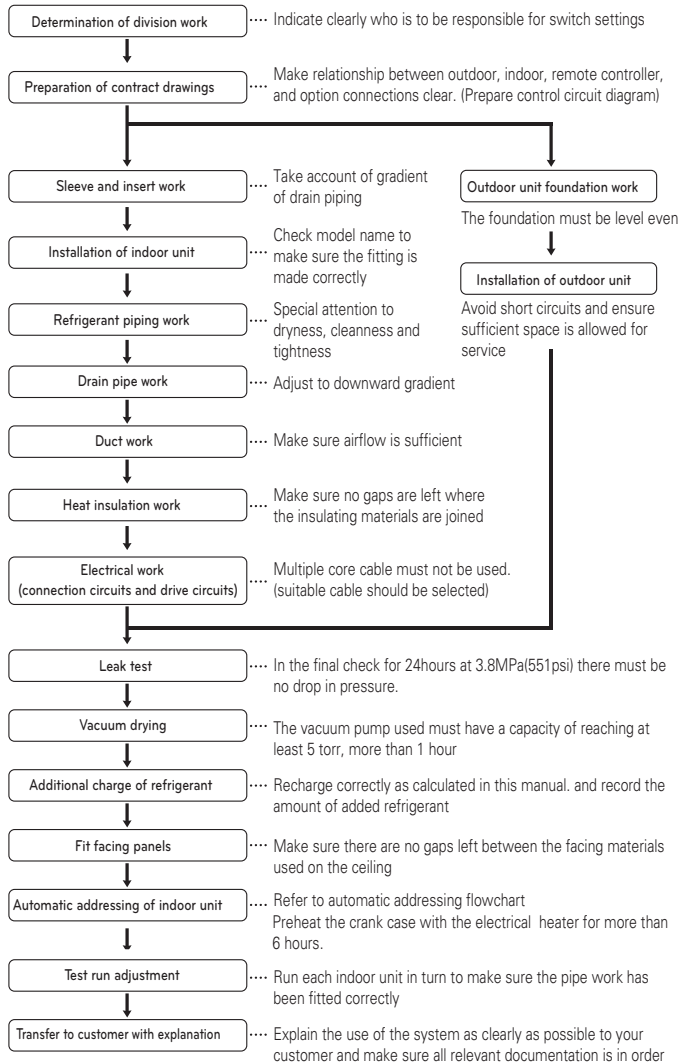 Determination of division work
Indicate clearly who is to be responsible for switch settings
Preparation of contract drawings
Make relationship between outdoor, indoor, remote controller,
and option connections clear. (Prepare control circuit diagram)
Sleeve and insert work
Take account of gradient
of drain piping
Installation of indoor unit
Check model name to
make sure the fitting is
made correctly
Refrigerant piping work
Special attention to
dryness, cleanness and
tightness
Drain pipe work
Adjust to downward gradient
Duct work
Make sure airflow is sufficient
Heat insulation work
Make sure no gaps are left where
the insulating materials are joined
Electrical work
(connection circuits and drive circuits)
Multiple core cable must not be used.
(suitable cable should be selected)
Outdoor unit foundation work
The foundation must be level even
Installation of outdoor unit
Avoid short circuits and ensure
sufficient space is allowed for
service
Leak test
In the final check for 24hours at 3.8MPa(551psi) there must be
no drop in pressure.
Vacuum drying
The vacuum pump used must have a capacity of reaching at
least 5 torr, more than 1 hour
Additional charge of refrigerant
Recharge correctly as calculated in this manual. and record the
amount of added refrigerant
Fit facing panels
Make sure there are no gaps left between the facing materials
used on the ceiling
Automatic addressing of indoor unit
Refer to automatic addressing flowchart
Preheat the crank case with the electrical heater for more than
6 hours.
Test run adjustment
Run each indoor unit in turn to make sure the pipe work has
been fitted correctly
Transfer to customer with explanation
Explain the use of the system as clearly as possible to your
customer and make sure all relevant documentation is in order